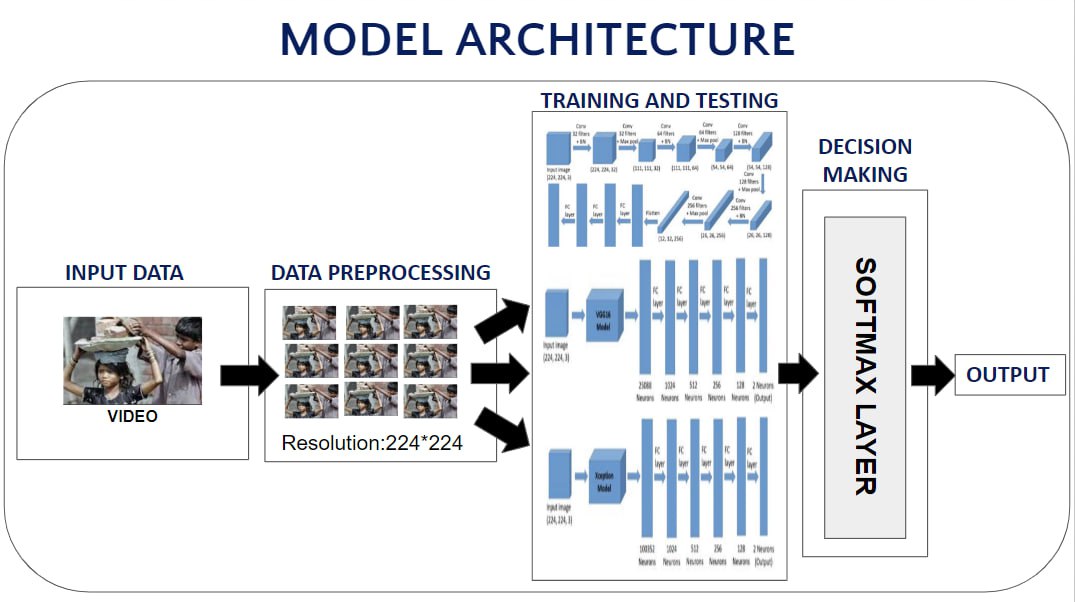 MODEL ARCHITECTURE
INPUT DATA
VIDEO
DATA PREPROCESSING
Resolution:224*224
TRAINING AND TESTING
Conv
32 filters
+ BN
Conv
32 filters
+ Max pool
Conv
64 filters
+ BN
Conv
64 filters
+ Max pool
Conv
128 filters
+ BN
Input image
(224, 224, 3)
(224, 224, 32)
(111, 111, 32)
(111, 111, 64)
(54, 54, 64)
(54, 54, 128)
Conv
128 filters
+ Max pool
Conv
256 filters
+ BN
(26, 26, 128)
Conv
256 filters
+ Max pool
(26, 26, 256)
Flatten
(12, 12, 256)
FC
layer
FC
layer
FC
layer
Input image
(224, 224, 3)
VGG16
Model
FC
layer
FC
layer
FC
layer
FC
layer
FC
layer
25088
Neurons
1024
Neurons
512
Neurons
256
Neurons
128
Neurons
2 Neurons
(Output)
Input image
(224, 224, 3)
Xception
Model
FC
layer
FC
layer
FC
layer
FC
layer
FC
layer
100352
Neurons
1024
Neurons
512
Neurons
256
Neurons
128
Neurons
2 Neurons
(Output)
DECISION
MAKING
SOFTMAX LAYER
OUTPUT